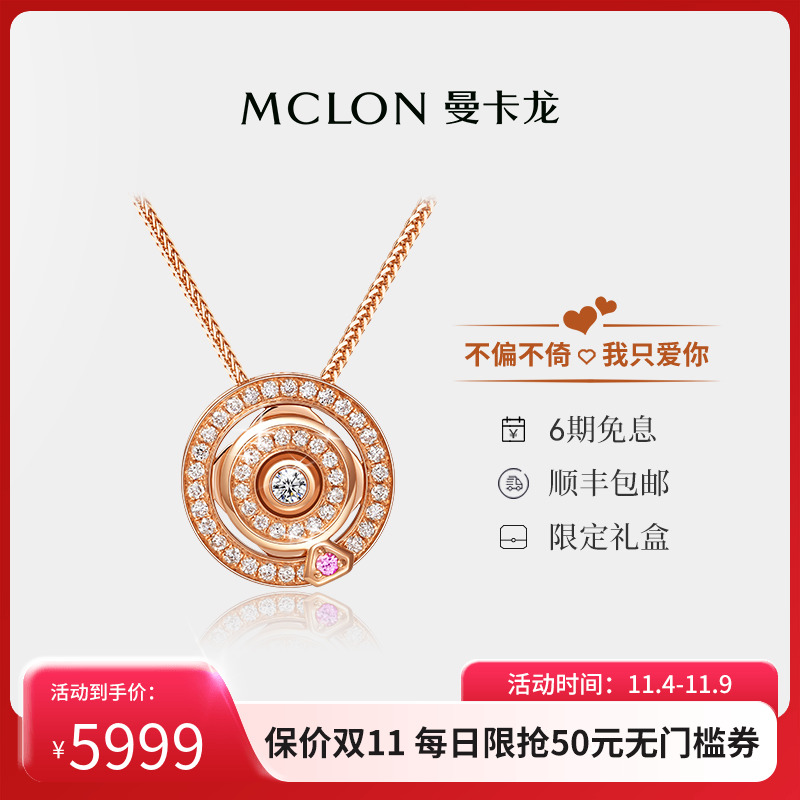 MCLON 曼卡龙
不偏不倚♡我只爱你
¥ 6期免息
顺丰包邮
限定礼盒
活动到手价：
¥5999
活动时间：11.4-11.9
保价双11 每日限抢50元无门槛券